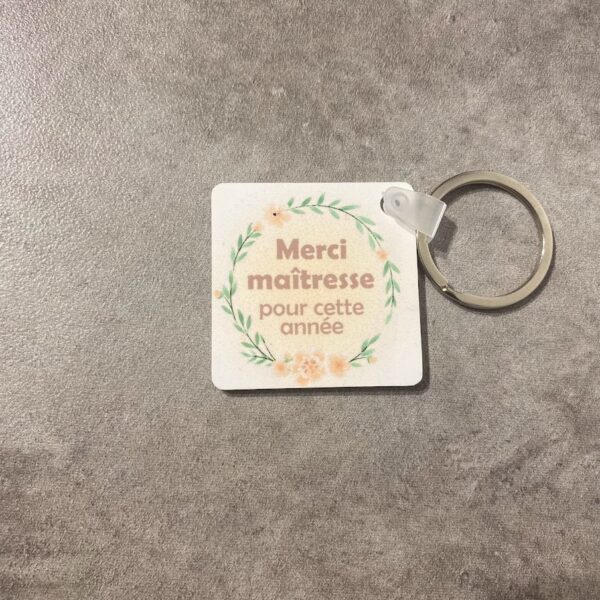 Merci
maîtresse
pour cette
année